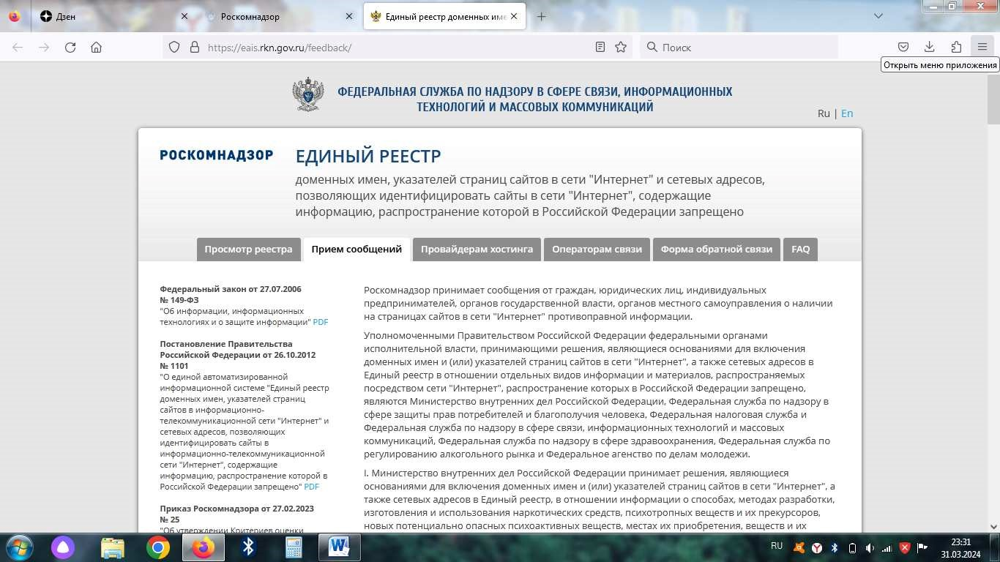 Дзен
Роскомнадзор
Единый реестр доменных име
https://eais.rkn.gov.ru/feedback/
Поиск
Открыть меню приложения
ФЕДЕРАЛЬНАЯ СЛУЖБА ПО НАДЗОРУ В СФЕРЕ СВЯЗИ, ИНФОРМАЦИОННЫХ
ТЕХНОЛОГИЙ И МАССОВЫХ КОММУНИКАЦИЙ
Ru | En
РОСКОМНАДЗОР
ЕДИНЫЙ РЕЕСТР
доменных имен, указателей страниц сайтов в сети "Интернет" и сетевых адресов,
позволяющих идентифицировать сайты в сети "Интернет", содержащие
информацию, распространение которой в Российской Федерации запрещено
Просмотр реестра
Прием сообщений
Провайдерам хостинга
Операторам связи
Форма обратной связи
FAQ
Федеральный закон от 27.07.2006
№ 149-ФЗ
"Об информации, информационных
технологиях и о защите информации" PDF
Постановление Правительства
Российской Федерации от 26.10.2012
№ 1101
"О единой автоматизированной
информационной системе "Единый реестр
доменных имен, указателей страниц
сайтов в информационно-
телекоммуникационной сети "Интернет" и
сетевых адресов, позволяющих
идентифицировать сайты в
информационно-телекоммуникационной
сети "Интернет", содержащие
информацию, распространение которой в
Российской Федерации запрещено" PDF
Приказ Роскомнадзора от 27.02.2023
№ 25
"Об утверждении Критериев оценки
Роскомнадзор принимает сообщения от граждан, юридических лиц, индивидуальных
предпринимателей, органов государственной власти, органов местного самоуправления о наличии
на страницах сайтов в сети "Интернет" противоправной информации.
Уполномоченными Правительством Российской Федерации федеральными органами
исполнительной власти, принимающими решения, являющиеся основаниями для включения
доменных имен и (или) указателей страниц сайтов в сети "Интернет", а также сетевых адресов в
Единый реестр в отношении отдельных видов информации и материалов, распространяемых
посредством сети "Интернет", распространение которых в Российской Федерации запрещено,
являются Министерство внутренних дел Российской Федерации, Федеральная служба по надзору в
сфере защиты прав потребителей и благополучия человека, Федеральная налоговая служба и
Федеральная служба по надзору в сфере связи, информационных технологий и массовых
коммуникаций, Федеральная служба по надзору в сфере здравоохранения, Федеральная служба по
регулированию алкогольного рынка и Федеральное агенство по делам молодежи.
I. Министерство внутренних дел Российской Федерации принимает решения, являющиеся
основаниями для включения доменных имен и (или) указателей страниц сайтов в сети "Интернет", а
также сетевых адресов в Единый реестр, в отношении информации о способах, методах разработки,
изготовления и использования наркотических средств, психотропных веществ и их прекурсоров,
новых потенциально опасных психоактивных веществ, местах их приобретения, веществ и их
RU
23:31
31.03.2024